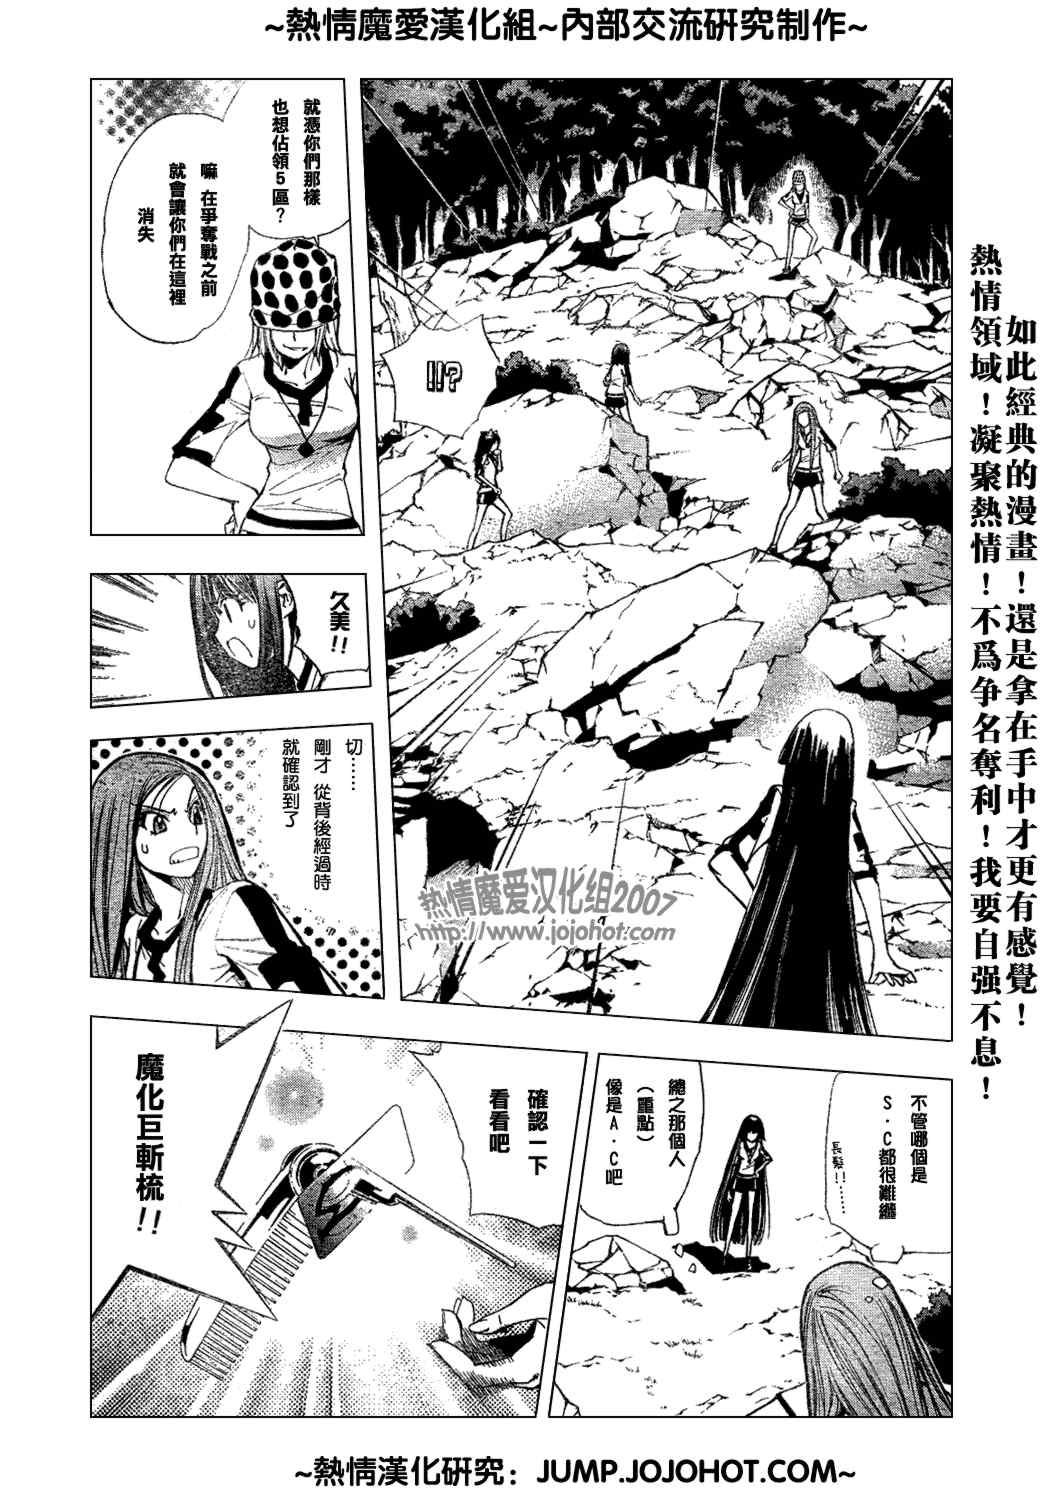 ~熱情魔愛漢化組~內部交流研究制作~
如此經典的漫畫！還是拿在手中才更有感覺！
熱情領域！凝聚熱情！不爲争名奪利！我要自强不息！
!!?
就憑你們那樣
也想佔領5區？
嘛 在爭奪戰之前
就會讓你們在這裡
消失
久美!!
切……
剛才 從背後經過時
就確認到了
熱情魔爱汉化组2007
http://www.jojohot.com
不管哪個是
S·C都很難纏
長髮!!……
總之那個人
（重點）
像是A·C吧
確認一下
看看吧
魔化巨斬梳!!
~熱情漢化研究：JUMP.JOJOHOT.COM~